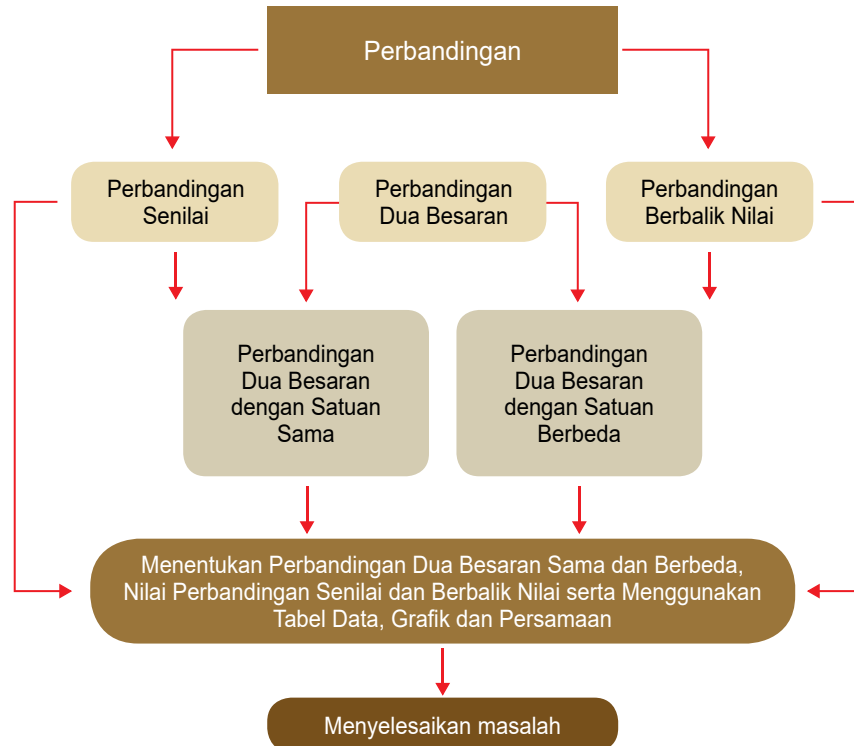 Perbandingan
Perbandingan
Senilai
Perbandingan
Dua Besaran
Perbandingan
Berbalik Nilai
Perbandingan
Dua Besaran
dengan Satuan
Sama
Perbandingan
Dua Besaran
dengan Satuan
Berbeda
Menentukan Perbandingan Dua Besaran Sama dan Berbeda,
Nilai Perbandingan Senilai dan Berbalik Nilai serta Menggunakan
Tabel Data, Grafik dan Persamaan
Menyelesaikan masalah